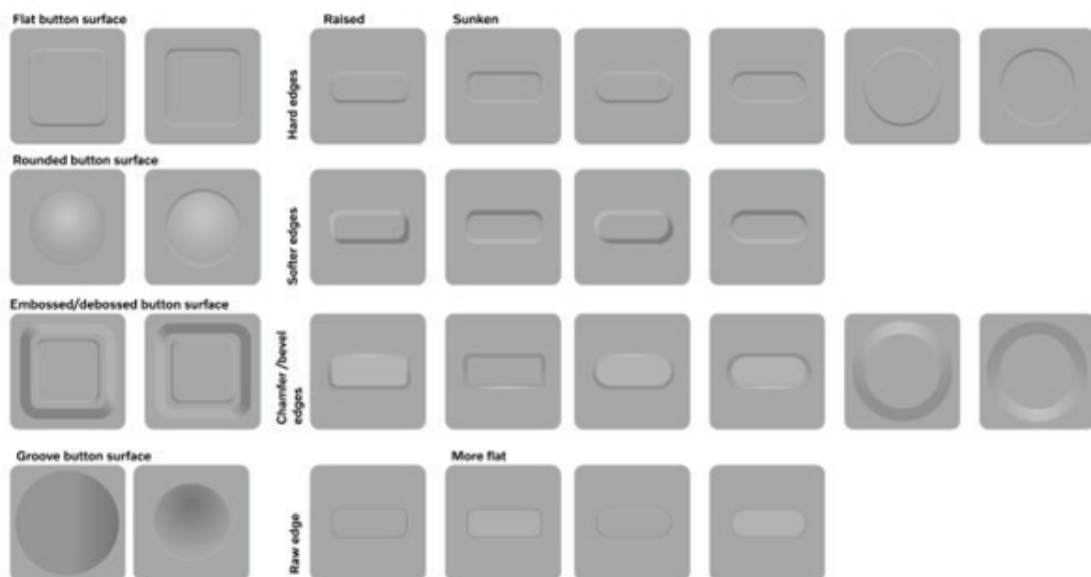 Flat button surface
Raised
Sunken
Hard edges
Rounded button surface
Softer edges
Embossed/debossed button surface
Chamfer /bevel
edges
Groove button surface
More flat
Raw edge